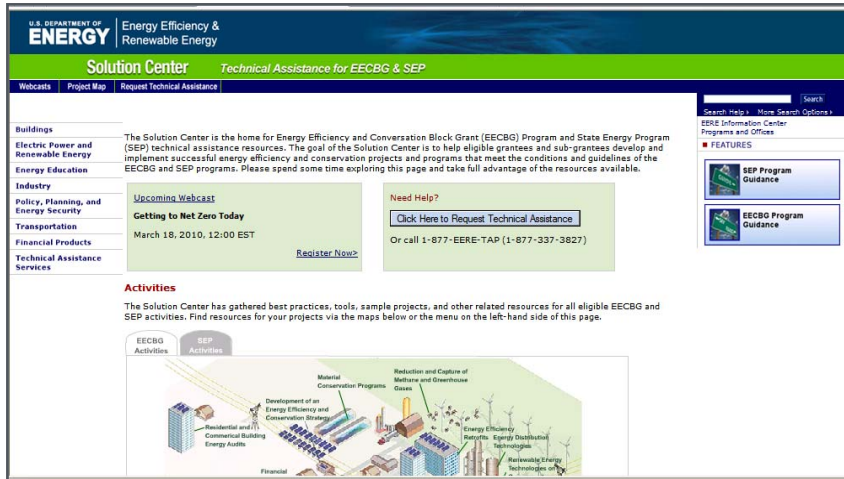 U.S. DEPARTMENT OF
ENERGY
Energy Efficiency &
Renewable Energy
Solution Center
Technical Assistance for EECBG & SEP
Webcasts
Project Map
Request Technical Assistance
Search
Search Help
More Search Options
EERE Information Center
Programs and Offices
FEATURES
SEP Program
Guidance
EECBG Program
Guidance
Buildings
Electric Power and
Renewable Energy
Energy Education
Industry
Policy, Planning, and
Energy Security
Transportation
Financial Products
Technical Assistance
Services
The Solution Center is the home for Energy Efficiency and Conversation Block Grant (EECBG) Program and State Energy Program
(SEP) technical assistance resources. The goal of the Solution Center is to help eligible grantees and sub-grantees develop and
implement successful energy efficiency and conservation projects and programs that meet the conditions and guidelines of the
EECBG and SEP programs. Please spend some time exploring this page and take full advantage of the resources available.
Upcoming Webcast
Getting to Net Zero Today
March 18, 2010, 12:00 EST
Register Now>
Need Help?
Click Here to Request Technical Assistance
Or call 1-877-EERE-TAP (1-877-337-3827)
Activities
The Solution Center has gathered best practices, tools, sample projects, and other related resources for all eligible EECBG and
SEP activities. Find resources for your projects via the maps below or the menu on the left-hand side of this page.
EECBG
Activities
SEP
Activities
Material
Conservation Programs
Reduction and Capture of
Methane and Greenhouse
Gases
Development of an
Energy Efficiency and
Conservation Strategy
Residential and
Commerical Building
Energy Audits
Energy Efficiency
Retrofits
Energy Distribution
Technologies
Renewable Energy
Technologies on
Financial